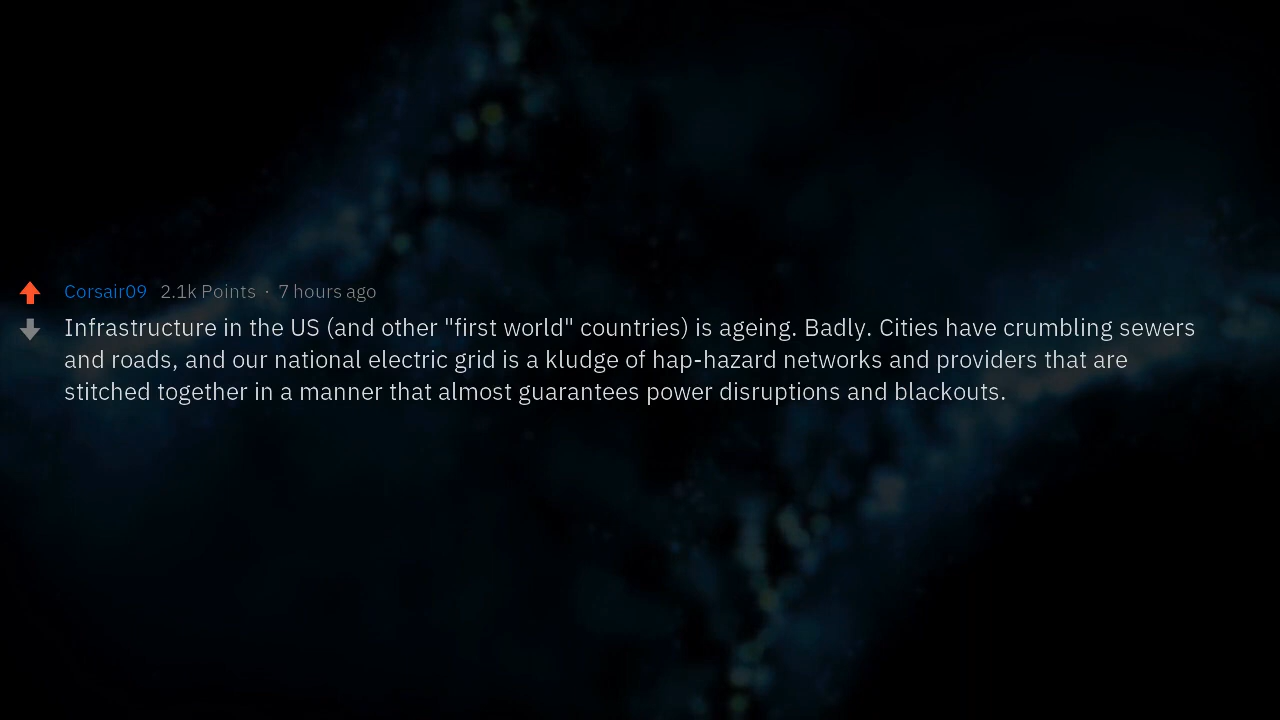 Corsair09 2.1k Points · 7 hours ago
Infrastructure in the US (and other "first world" countries) is ageing. Badly. Cities have crumbling sewers
and roads, and our national electric grid is a kludge of hap-hazard networks and providers that are
stitched together in a manner that almost guarantees power disruptions and blackouts.